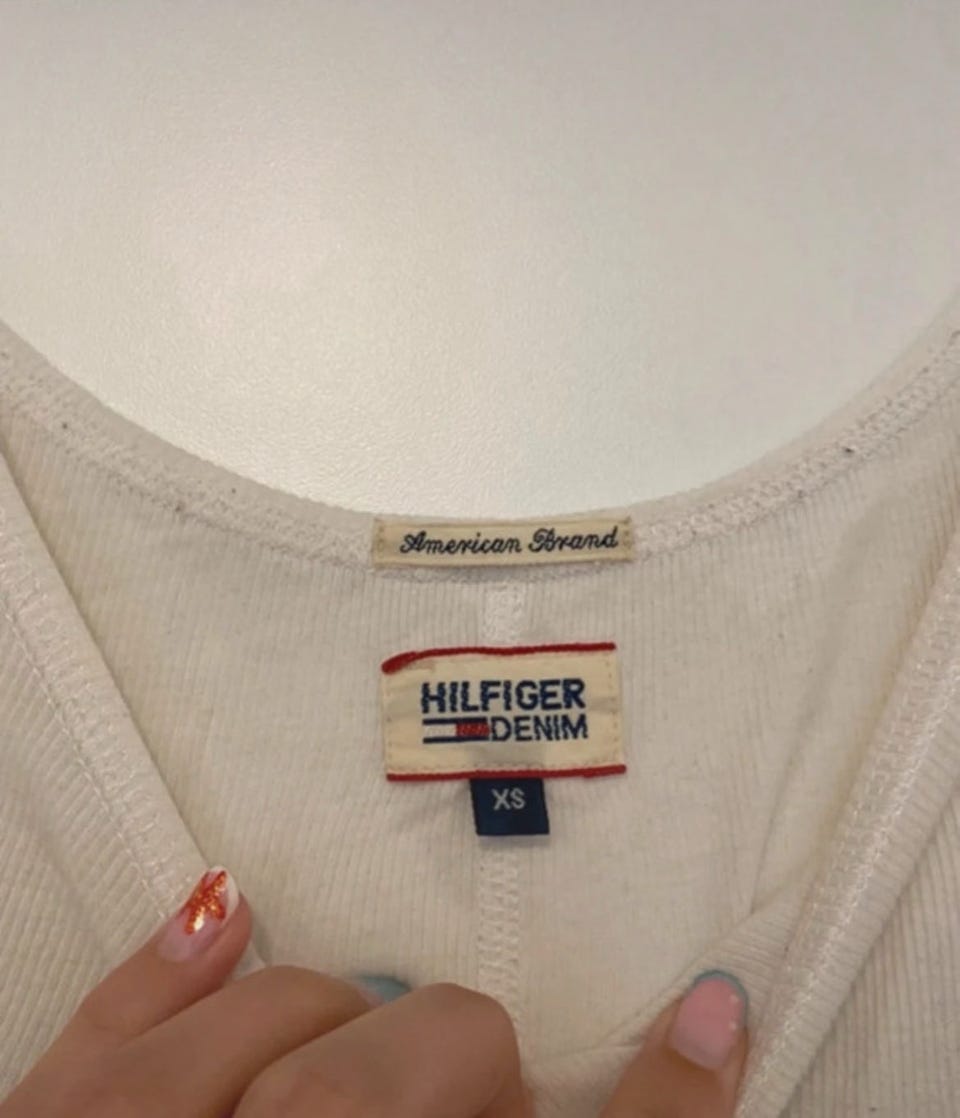 American Brand
HILFIGER
DENIM
XS